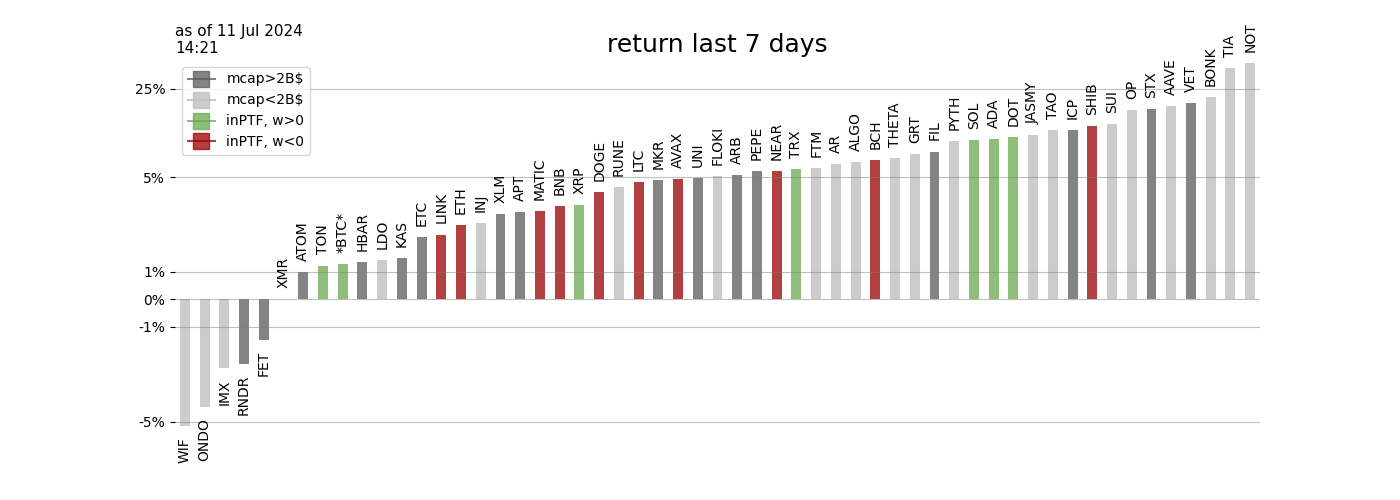 as of 11 Jul 2024
14:21
return last 7 days
mcap>2B$
mcap<2B$
inPTF, w>0
inPTF, w<0
25%
5%
1%
0%
-1%
-5%
WIF
ONDO
IMX
RNDR
FET
XMR
ATOM
TON
*BTC*
HBAR
LDO
KAS
ETC
LINK
ETH
INJ
XLM
APT
MATIC
BNB
XRP
DOGE
RUNE
LTC
MKR
AVAX
UNI
FLOKI
ARB
PEPE
NEAR
TRX
FTM
AR
ALGO
BCH
THETA
GRT
FIL
PYTH
SOL
ADA
DOT
JASMY
TAO
ICP
SHIB
SUI
OP
STX
AAVE
VET
BONK
TIA
NOT